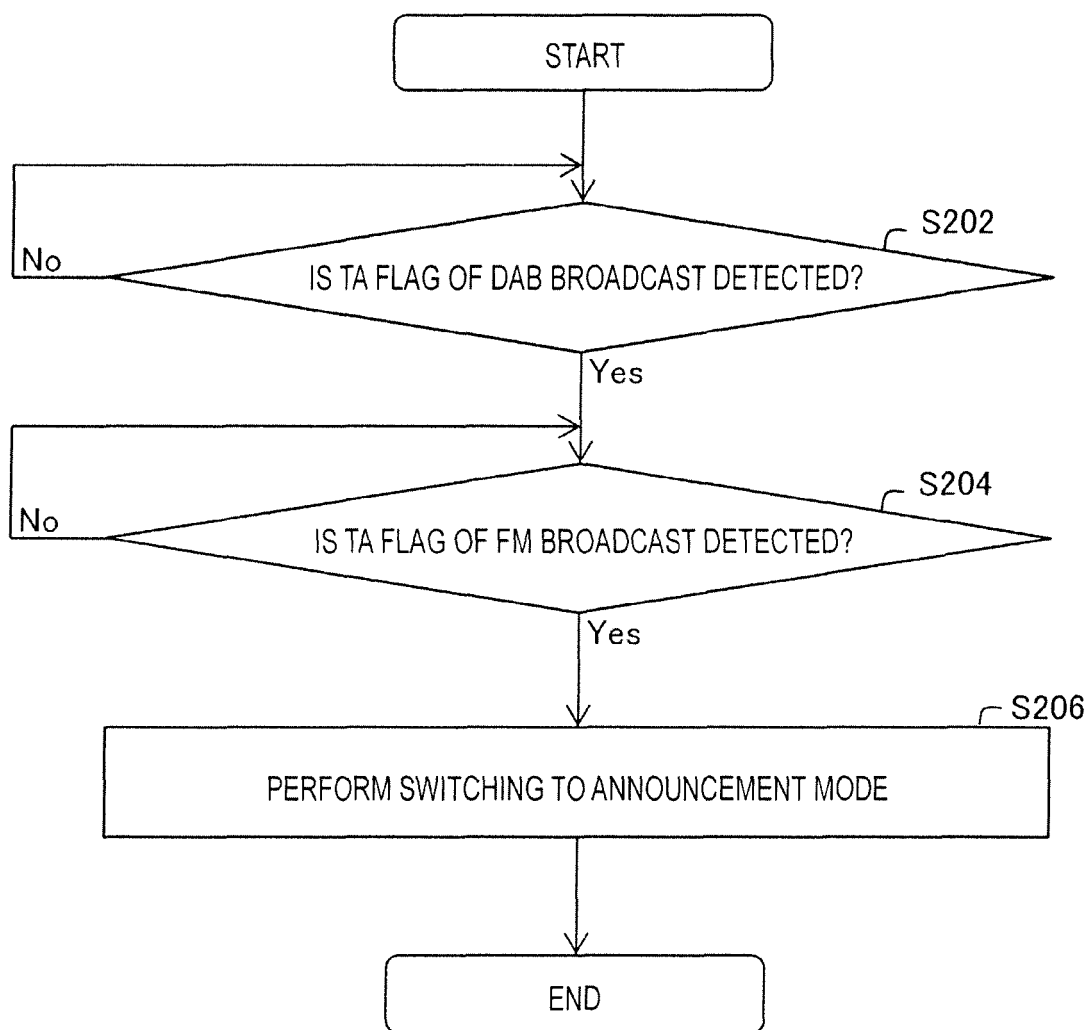 START
S202
No
IS TA FLAG OF DAB BROADCAST DETECTED?
Yes
S204
No
IS TA FLAG OF FM BROADCAST DETECTED?
Yes
S206
PERFORM SWITCHING TO ANNOUNCEMENT MODE
END